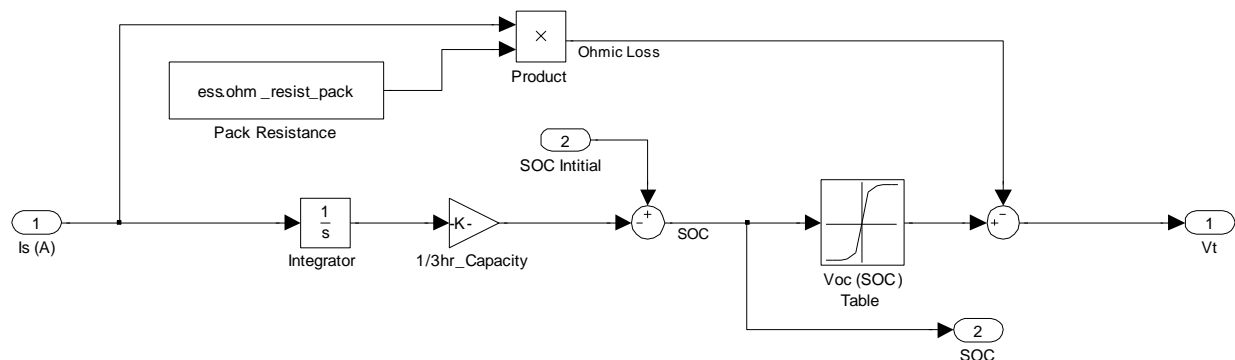 ×
Ohmic Loss
Product
ess.ohm _resist_pack
Pack Resistance
2
SOC Intitial
1
Is (A)
1
s
Integrator
-K-
1/3hr_Capacity
+
−
SOC
Voc (SOC)
Table
−
+
1
Vt
2
SOC